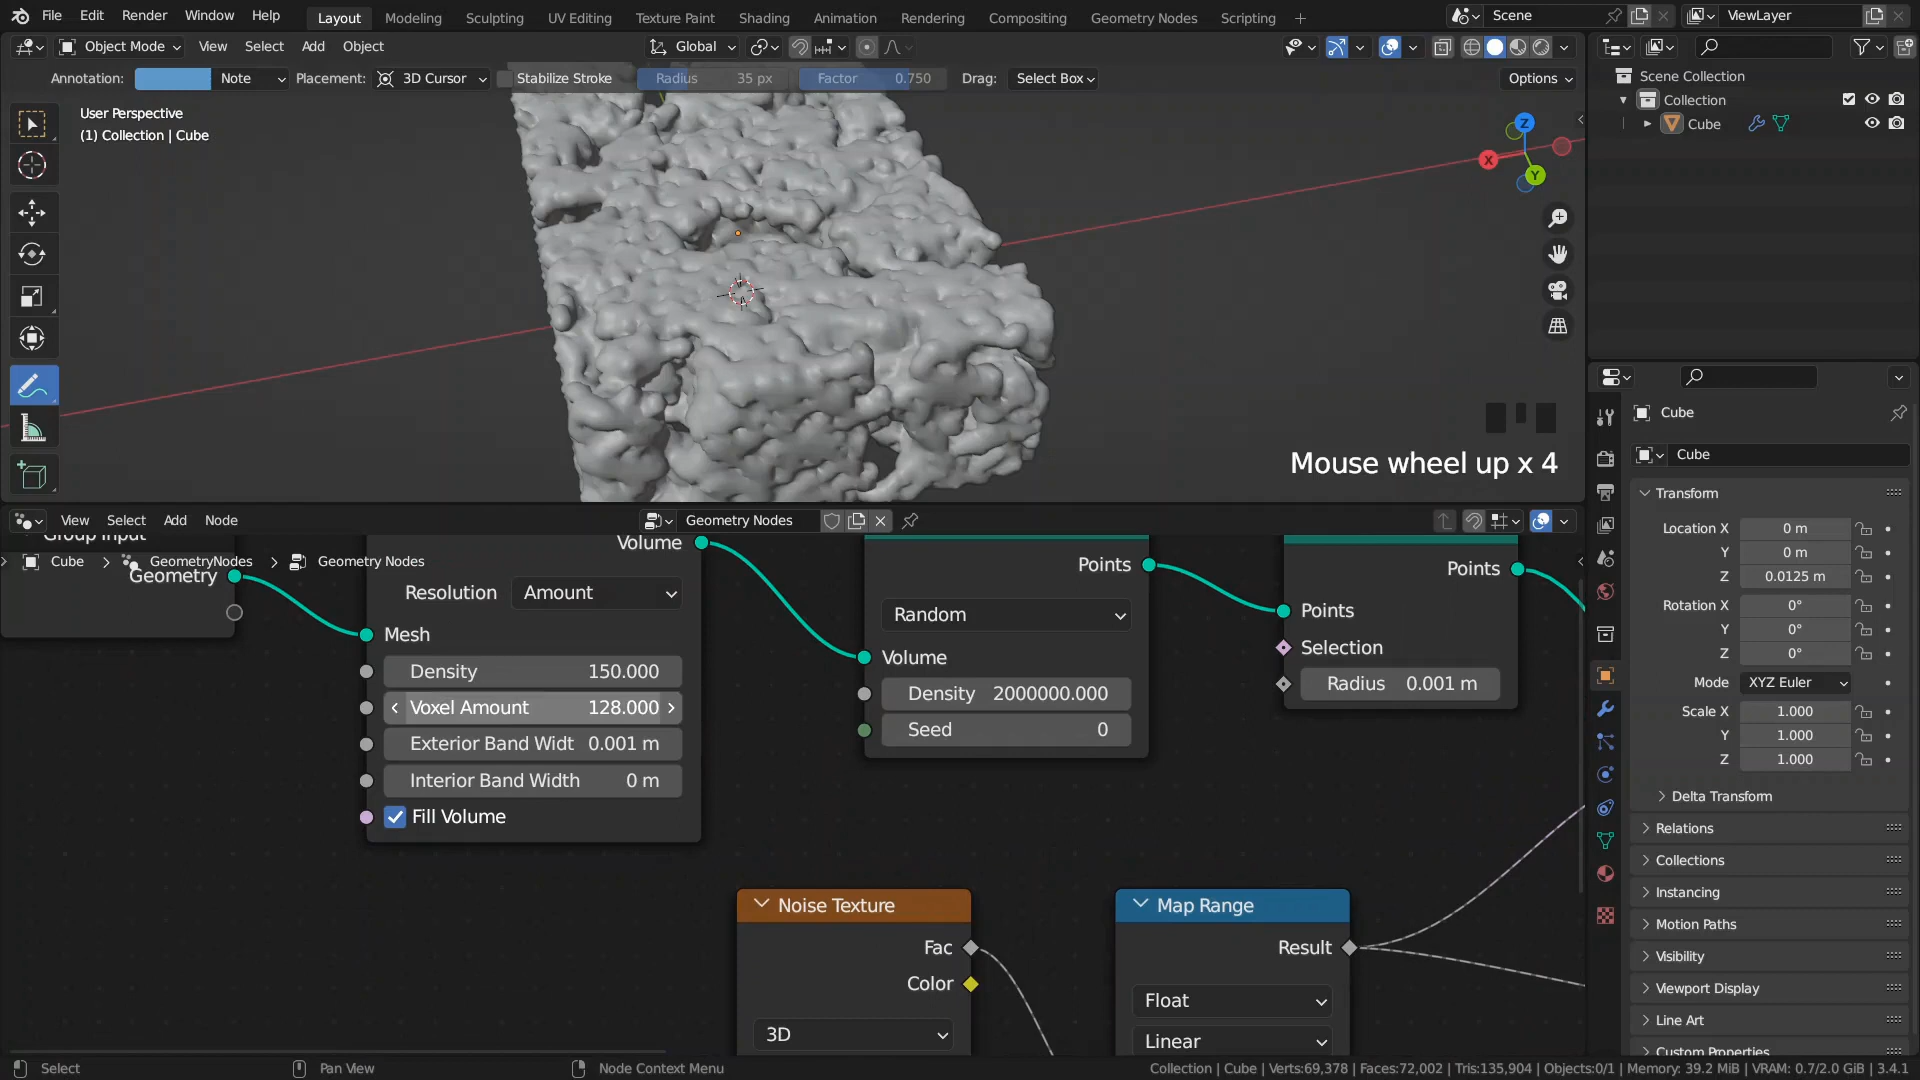 File Edit Render Window Help Layout Modeling Sculpting UV Editing Texture Paint Shading Animation Rendering Compositing Geometry Nodes Scripting + Scene ViewLayer
Object Mode View Select Add Object Global
Annotation: Note Placement: 3D Cursor Stabilize Stroke Radius 35 px Factor 0.750 Drag: Select Box Options
User Perspective
(1) Collection | Cube
Z
X
Y
Mouse wheel up x 4
Scene Collection
Collection
Cube
View Select Add Node Geometry Nodes
Group Input
Cube > GeometryNodes > Geometry Nodes
Geometry
Volume
Resolution Amount
Mesh
Density 150.000
Voxel Amount 128.000
Exterior Band Widt 0.001 m
Interior Band Width 0 m
Fill Volume
Points
Random
Volume
Density 2000000.000
Seed 0
Points
Points
Selection
Radius 0.001 m
Noise Texture
Fac
Color
3D
Map Range
Result
Float
Linear
Cube
Cube
Transform
Location X 0 m
Y 0 m
Z 0.0125 m
Rotation X 0°
Y 0°
Z 0°
Mode XYZ Euler
Scale X 1.000
Y 1.000
Z 1.000
Delta Transform
Relations
Collections
Instancing
Motion Paths
Visibility
Viewport Display
Line Art
Custom Properties
Select Pan View Node Context Menu Collection | Cube | Verts:69,378 | Faces:72,002 | Tris:135,904 | Objects:0/1 | Memory: 39.2 MiB | VRAM: 0.7/2.0 GiB | 3.4.1